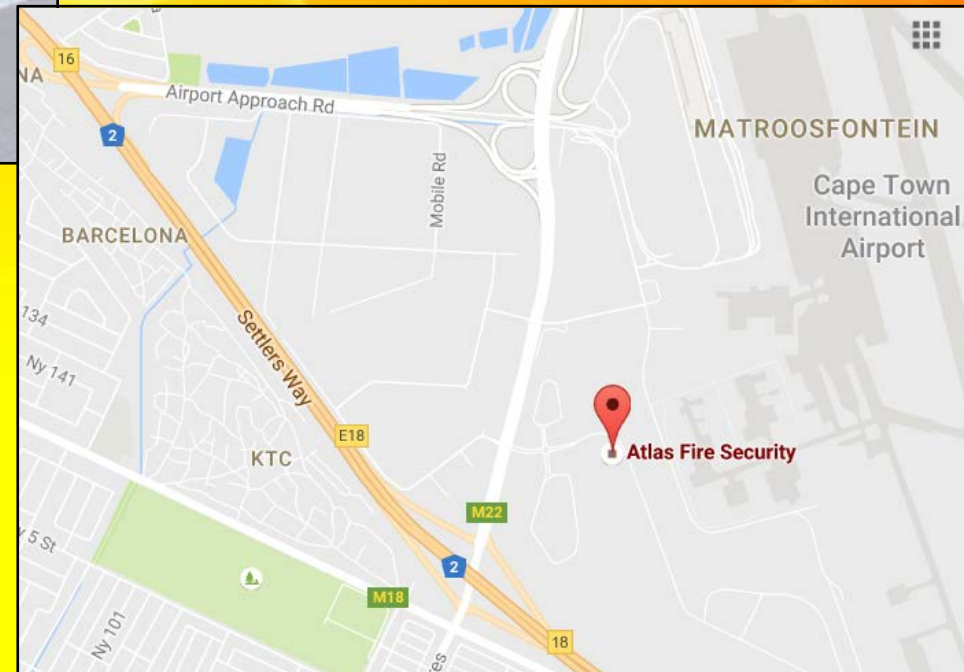 16
NA
Airport Approach Rd
2
MATROOSFONTEIN
Cape Town
International
Airport
Mobile Rd
BARCELONA
134
Settlers Way
Ny 141
E18
KTC
Atlas Fire Security
M22
5 St
2
M18
Ny 101
18